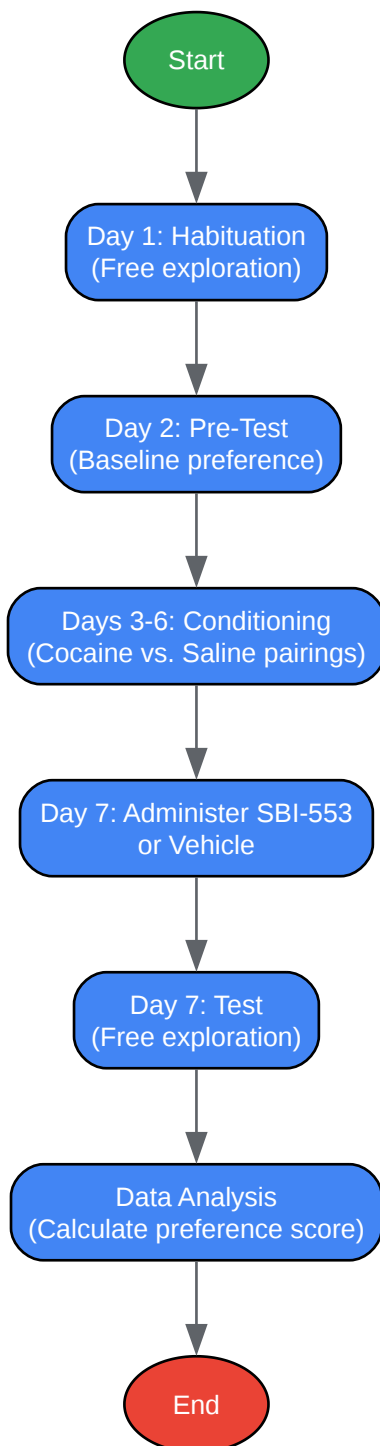 Start
Day 1: Habituation
(Free exploration)
Day 2: Pre-Test
(Baseline preference)
Days 3-6: Conditioning
(Cocaine vs. Saline pairings)
Day 7: Administer SBI-553
or Vehicle
Day 7: Test
(Free exploration)
Data Analysis
(Calculate preference score)
End